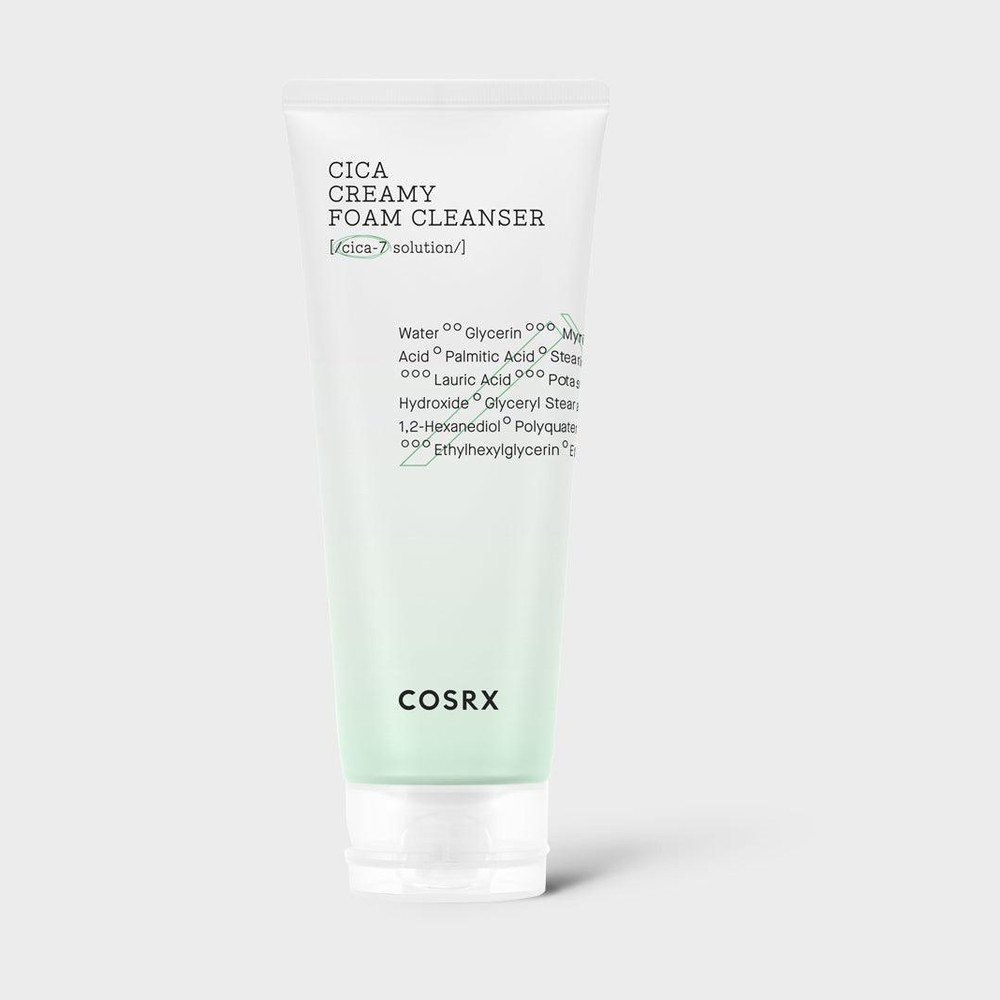 CICA
CREAMY
FOAM CLEANSER
[/cica-7 solution/]
Water °° Glycerin °°°
Acid ° Palmitic Acid °
°°° Lauric Acid °°°
Hydroxide ° Glyceryl
1,2-Hexanediol °
°°° Ethylhexylglycerin °
COSRX